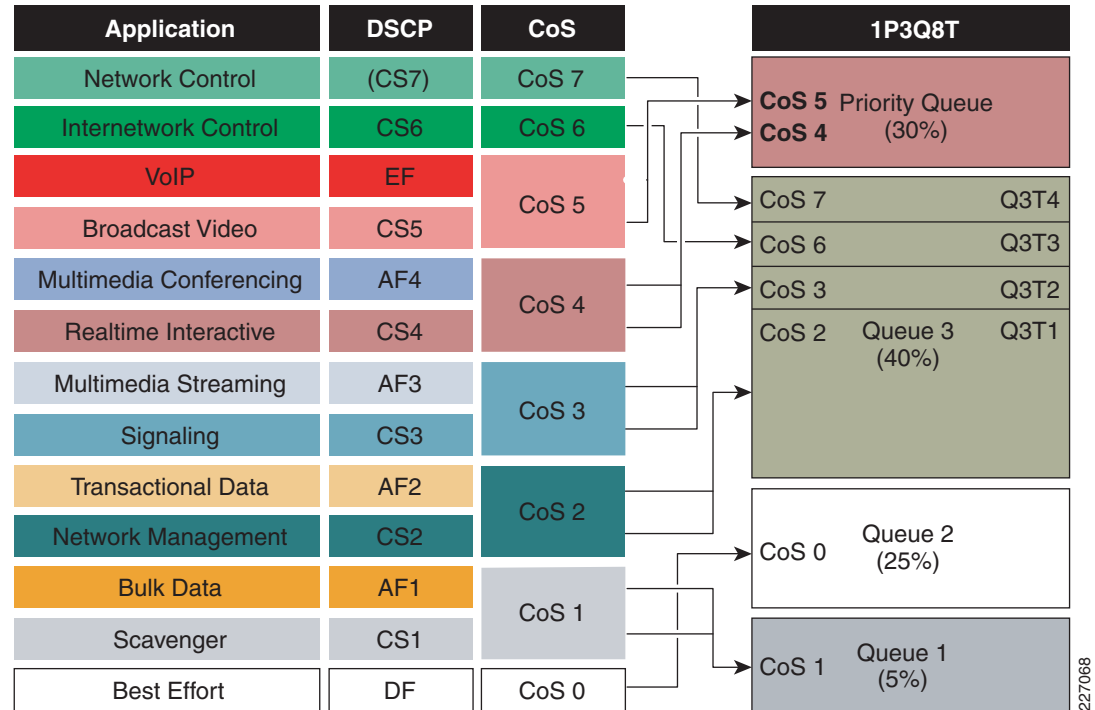 Application DSCP CoS 1P3Q8T
Network Control (CS7) CoS 7
Internetwork Control CS6 CoS 6
VoIP EF
CoS 5
Broadcast Video CS5
Multimedia Conferencing AF4
CoS 4
Realtime Interactive CS4
Multimedia Streaming AF3
CoS 3
Signaling CS3
Transactional Data AF2
CoS 2
Network Management CS2
Bulk Data AF1
CoS 1
Scavenger CS1
Best Effort DF CoS 0
CoS 5 Priority Queue
CoS 4 (30%)
CoS 7 Q3T4
CoS 6 Q3T3
CoS 3 Q3T2
CoS 2 Queue 3 Q3T1
(40%)
Queue 2
CoS 0
(25%)
Queue 1
CoS 1
(5%)
227068